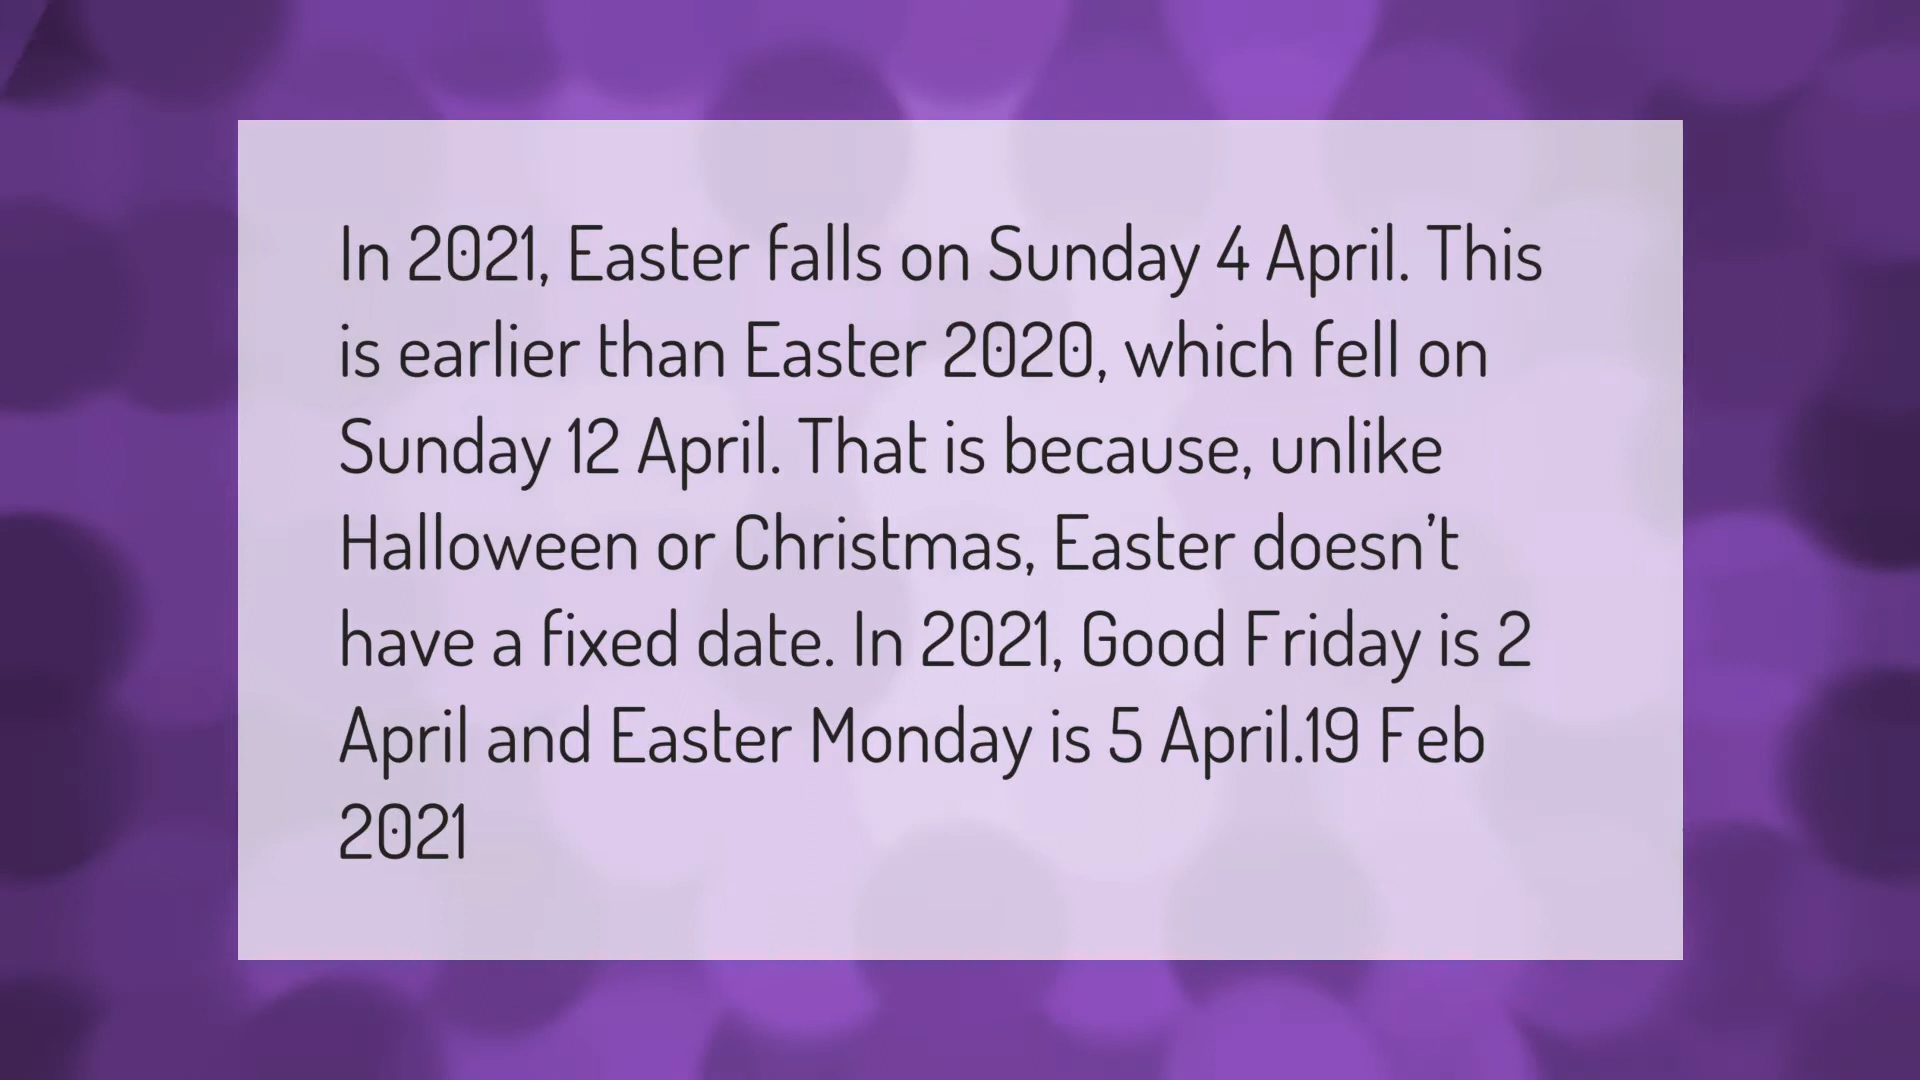 In 2021, Easter falls on Sunday 4 April. This
is earlier than Easter 2020, which fell on
Sunday 12 April. That is because, unlike
Halloween or Christmas, Easter doesn’t
have a fixed date. In 2021, Good Friday is 2
April and Easter Monday is 5 April.19 Feb
2021